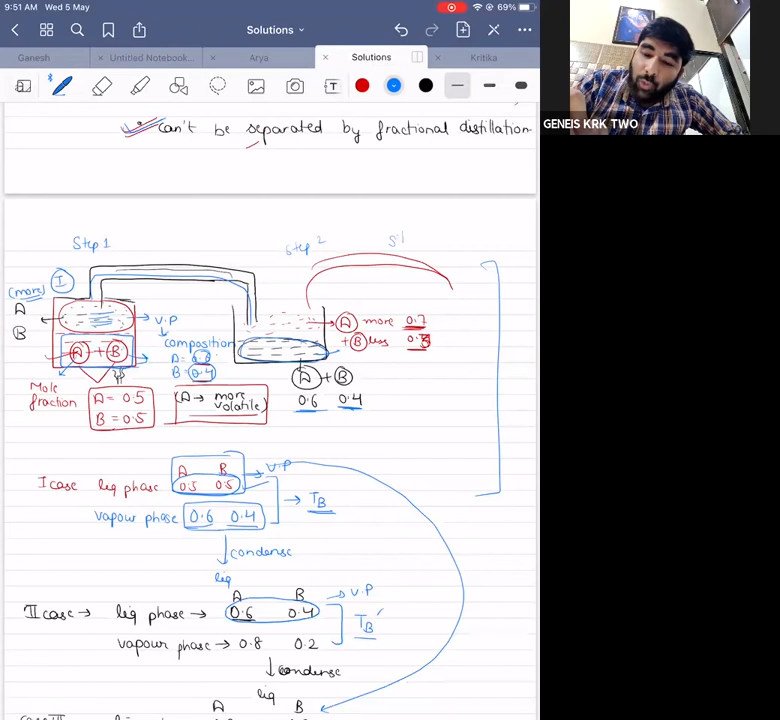 9:51 AM Wed 5 May
69%
Solutions
Ganesh
Untitled Notebook...
Arya
Solutions
Kritika
GENEIS KRK TWO
can't be separated by fractional distillation
Step 1
Step 2
(more)
I
A
B
V.P
composition
A = 0.6
B = 0.4
A + B
Mole fraction
A = 0.5
B = 0.5
(A → more volatile)
A more 0.7
+ B less 0.3
A + B
0.6 0.4
A B
I case liq phase 0.5 0.5 → V.P
vapour phase 0.6 0.4 → TB
↓ condense
liq
A B → V.P
II case → liq phase → 0.6 0.4
TB'
vapour phase → 0.8 0.2
↓ condense
liq
A B